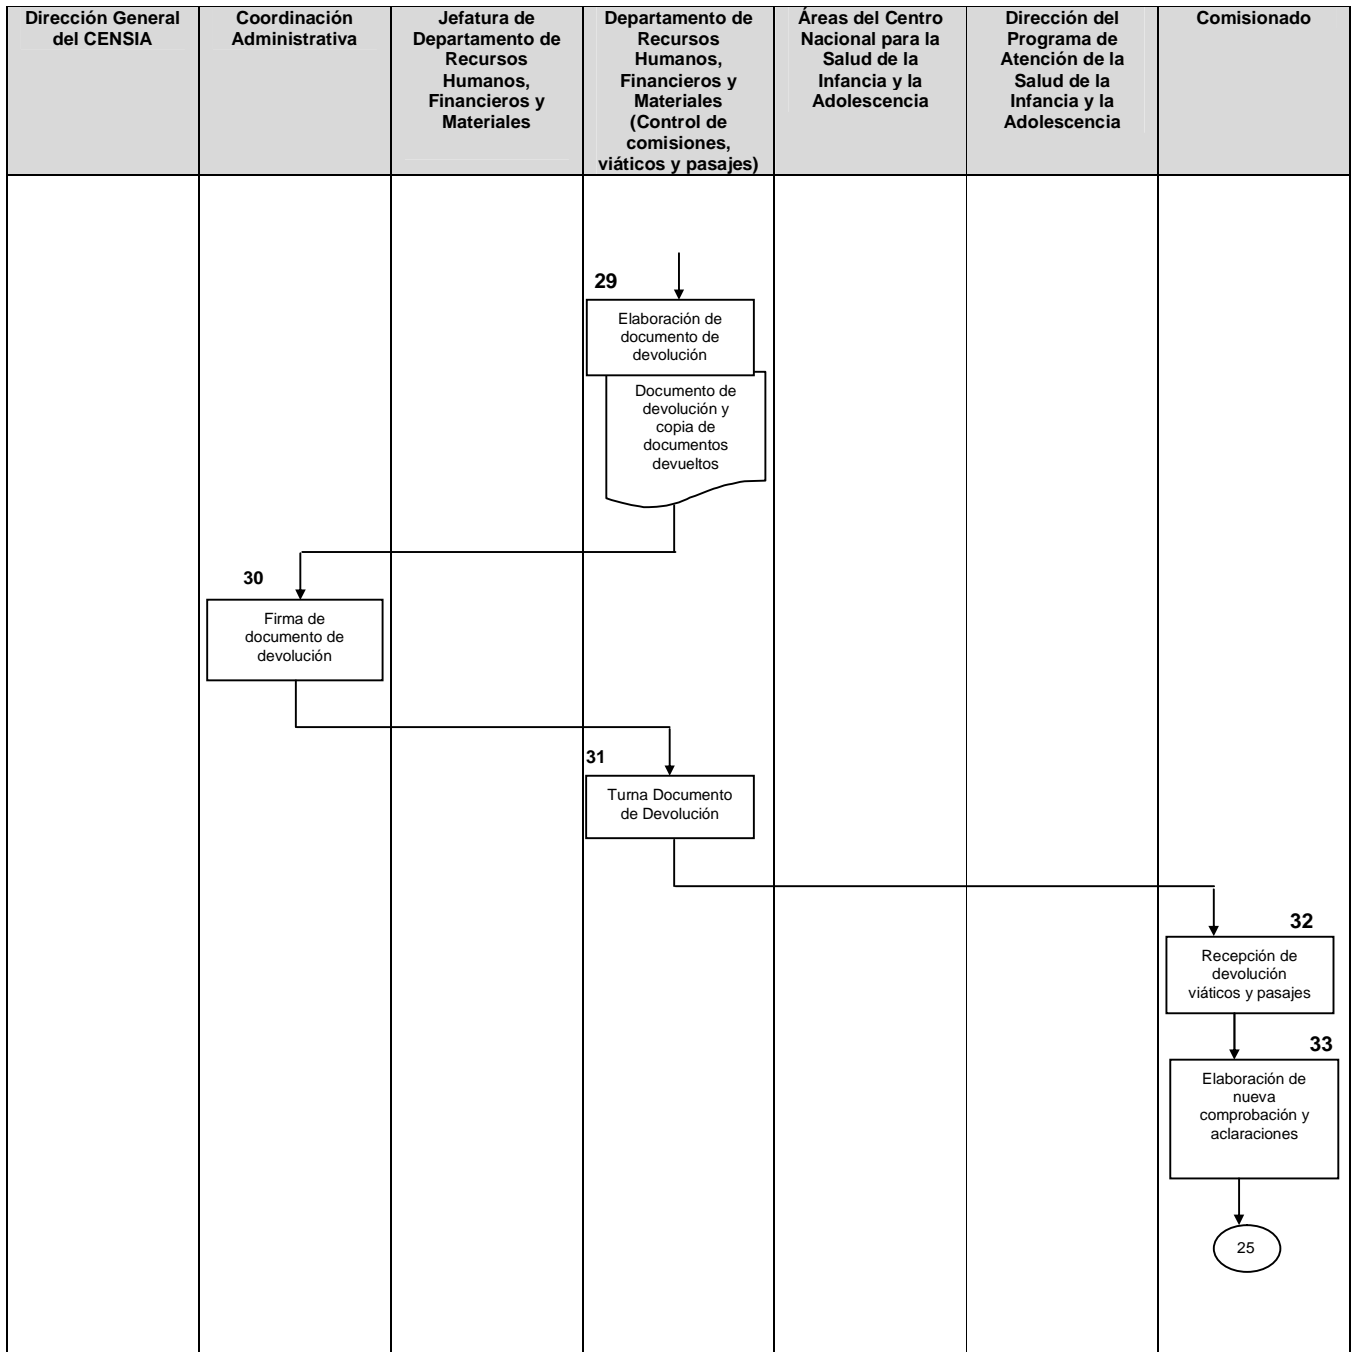 Dirección General
del CENSIA
Coordinación
Administrativa
Jefatura de
Departamento de
Recursos
Humanos,
Financieros y
Materiales
Departamento de
Recursos
Humanos,
Financieros y
Materiales
(Control de
comisiones,
viáticos y pasajes)
Áreas del Centro
Nacional para la
Salud de la
Infancia y la
Adolescencia
Dirección del
Programa de
Atención de la
Salud de la
Infancia y la
Adolescencia
Comisionado
29
Elaboración de
documento de
devolución
Documento de
devolución y
copia de
documentos
devueltos
30
Firma de
documento de
devolución
31
Turna Documento
de Devolución
32
Recepción de
devolución
viáticos y pasajes
33
Elaboración de
nueva
comprobación y
aclaraciones
25